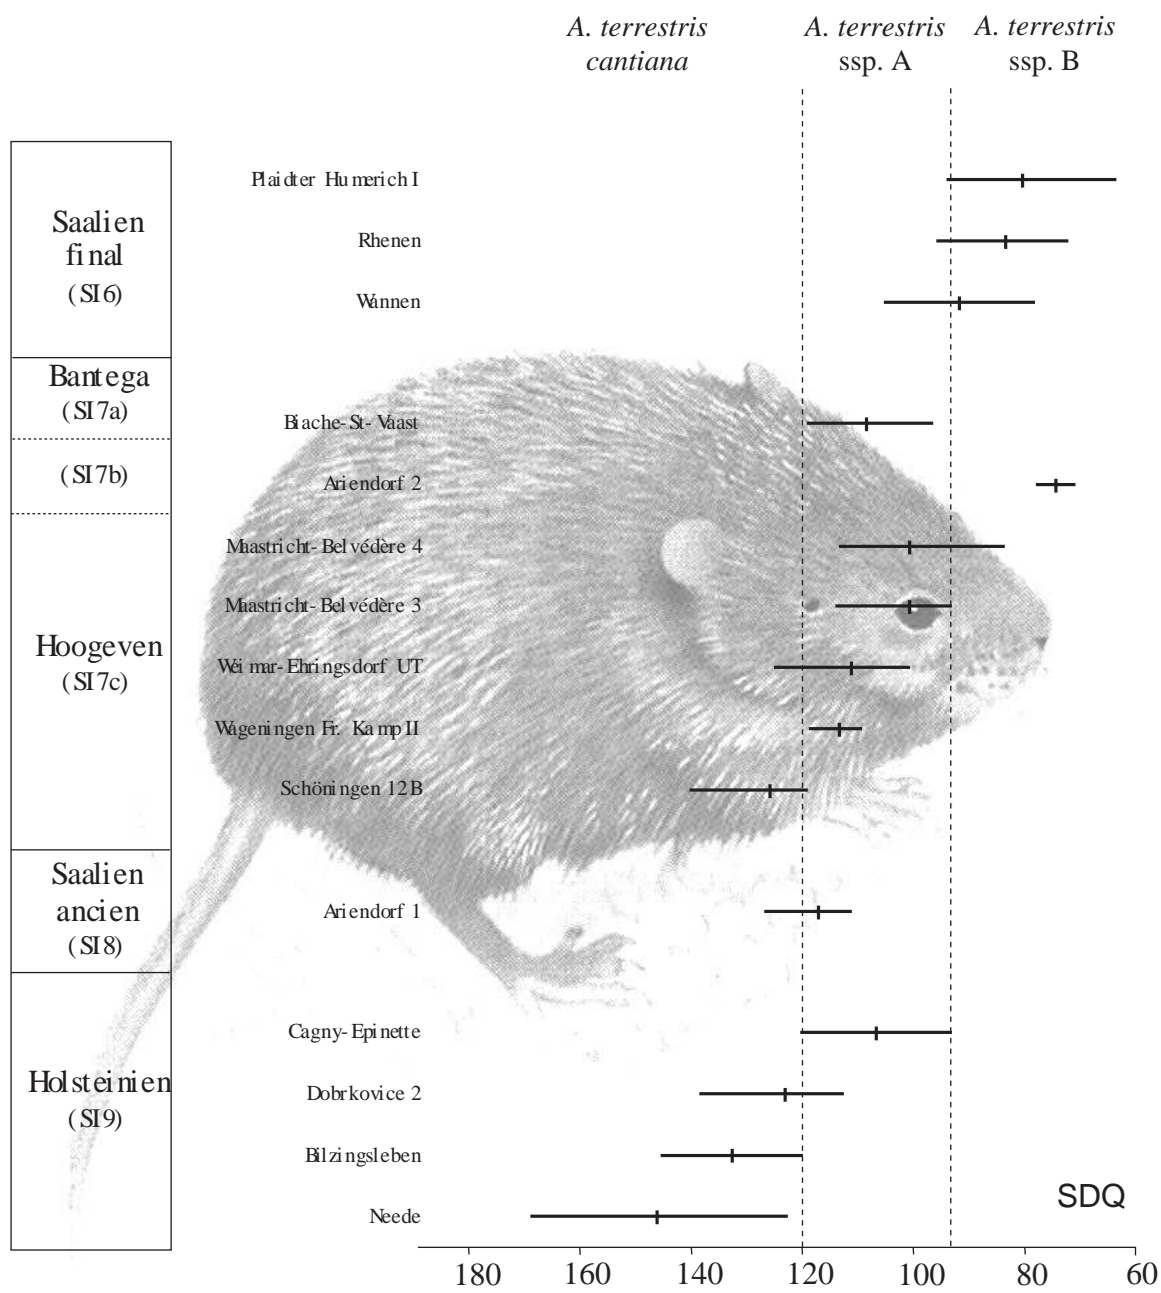 A. terrestris cantiana
A. terrestris ssp. A
A. terrestris ssp. B
Saalien final (SI6)
Plaidter Humerich I
Rhenen
Wannen
Bantega (SI7a)
Biache-St-Vaast
(SI7b)
Ariendorf 2
Hoogeven (SI7c)
Maastricht-Belvédère 4
Maastricht-Belvédère 3
Weimar-Ehringsdorf UT
Wageningen Fr. Kamp II
Schöningen 12B
Saalien ancien (SI8)
Ariendorf 1
Holsteinien (SI9)
Cagny-Epinette
Dobrkovice 2
Bilzingsleben
Neede
SDQ
180 160 140 120 100 80 60